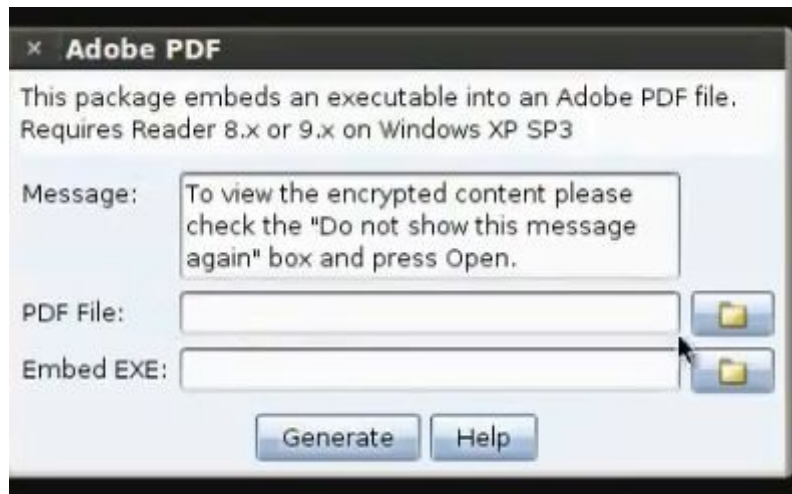 × Adobe PDF
This package embeds an executable into an Adobe PDF file.
Requires Reader 8.x or 9.x on Windows XP SP3
Message:
To view the encrypted content please
check the "Do not show this message
again" box and press Open.
PDF File:
Embed EXE:
Generate Help